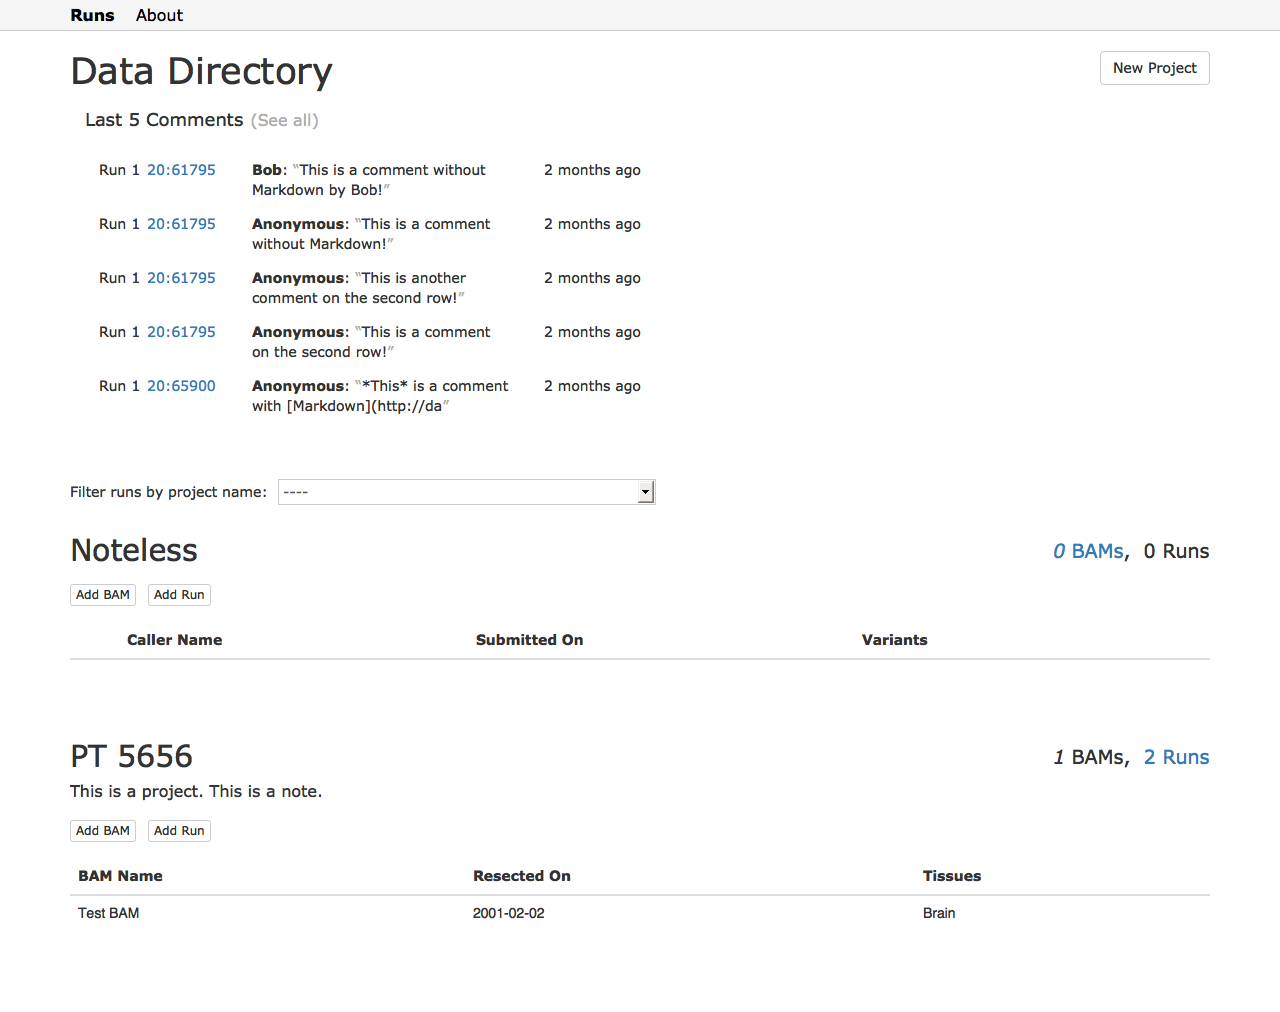 Runs About
Data Directory New Project
Last 5 Comments (See all)
Run 1 20:61795 Bob: "This is a comment without 2 months ago
Markdown by Bob!"
Run 1 20:61795 Anonymous: "This is a comment 2 months ago
without Markdown!"
Run 1 20:61795 Anonymous: "This is another 2 months ago
comment on the second row!"
Run 1 20:61795 Anonymous: "This is a comment 2 months ago
on the second row!"
Run 1 20:65900 Anonymous: "*This* is a comment 2 months ago
with [Markdown](http://da"
Filter runs by project name: ----
Noteless 0 BAMs, 0 Runs
Add BAM Add Run
Caller Name Submitted On Variants
PT 5656 1 BAMs, 2 Runs
This is a project. This is a note.
Add BAM Add Run
BAM Name Resected On Tissues
Test BAM 2001-02-02 Brain